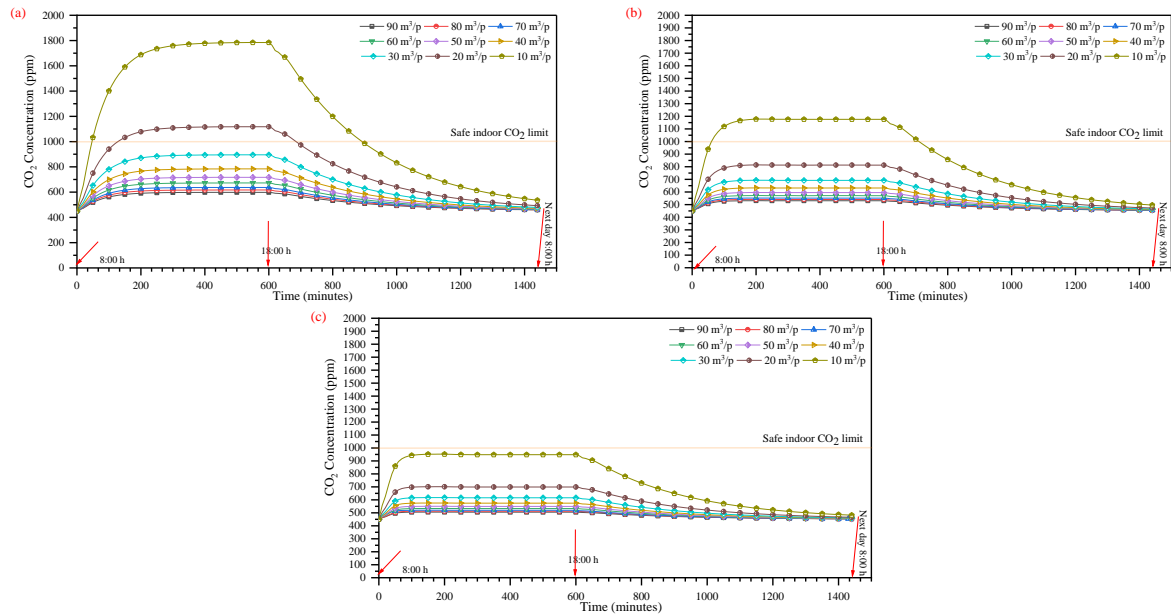 (a)
CO₂ Concentration (ppm)
2000
1800
1600
1400
1200
1000
800
600
400
200
0
90 m³/p 80 m³/p 70 m³/p
60 m³/p 50 m³/p 40 m³/p
30 m³/p 20 m³/p 10 m³/p
Safe indoor CO₂ limit
8:00 h
18:00 h
Next day 8:00 h
0 200 400 600 800 1000 1200 1400
Time (minutes)
(b)
CO₂ Concentration (ppm)
2000
1900
1800
1700
1600
1500
1400
1300
1200
1100
1000
900
800
700
600
500
400
300
200
100
0
90 m³/p 80 m³/p 70 m³/p
60 m³/p 50 m³/p 40 m³/p
30 m³/p 20 m³/p 10 m³/p
Safe indoor CO₂ limit
8:00 h
18:00 h
Next day 8:00 h
0 200 400 600 800 1000 1200 1400
Time (minutes)
(c)
CO₂ Concentration (ppm)
2000
1900
1800
1700
1600
1500
1400
1300
1200
1100
1000
900
800
700
600
500
400
300
200
100
0
90 m³/p 80 m³/p 70 m³/p
60 m³/p 50 m³/p 40 m³/p
30 m³/p 20 m³/p 10 m³/p
Safe indoor CO₂ limit
8:00 h
18:00 h
Next day 8:00 h
0 200 400 600 800 1000 1200 1400
Time (minutes)